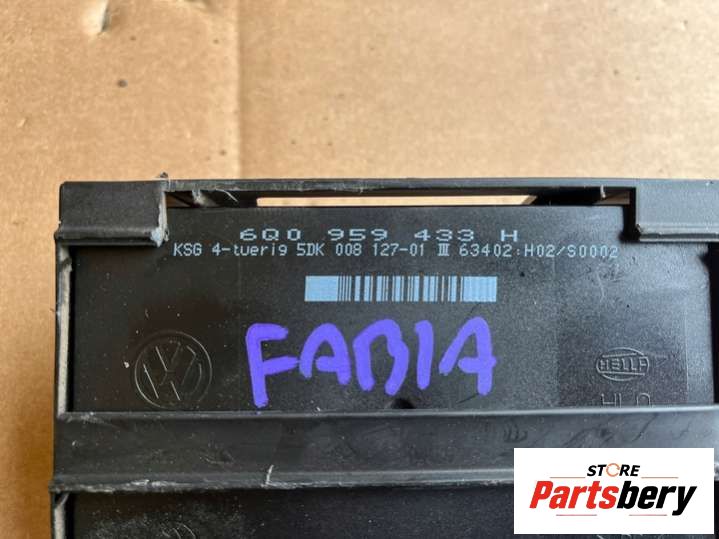 6Q0 959 433 H
KSG 4-tuerig 5DK 008 127-01 III 63402:H02/S0002
FABIA
HELLA
STORE
Partsbery